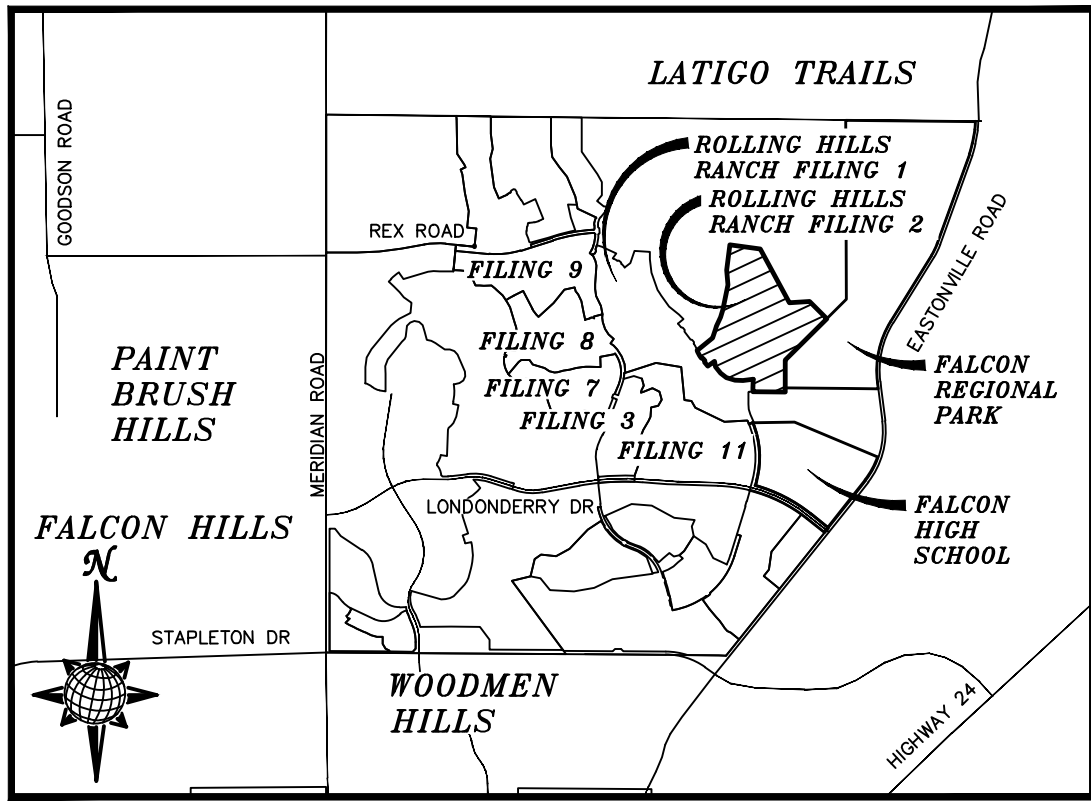 LATIGO TRAILS
GOODSON ROAD
ROLLING HILLS
RANCH FILING 1
ROLLING HILLS
RANCH FILING 2
REX ROAD
EASTONVILLE ROAD
FILING 9
FILING 8
PAINT
BRUSH
HILLS
MERIDIAN ROAD
FALCON
REGIONAL
PARK
FILING 7
FILING 3
FILING 11
LONDONDERRY DR
FALCON
HIGH
SCHOOL
FALCON HILLS
N
STAPLETON DR
WOODMEN
HILLS
HIGHWAY 24